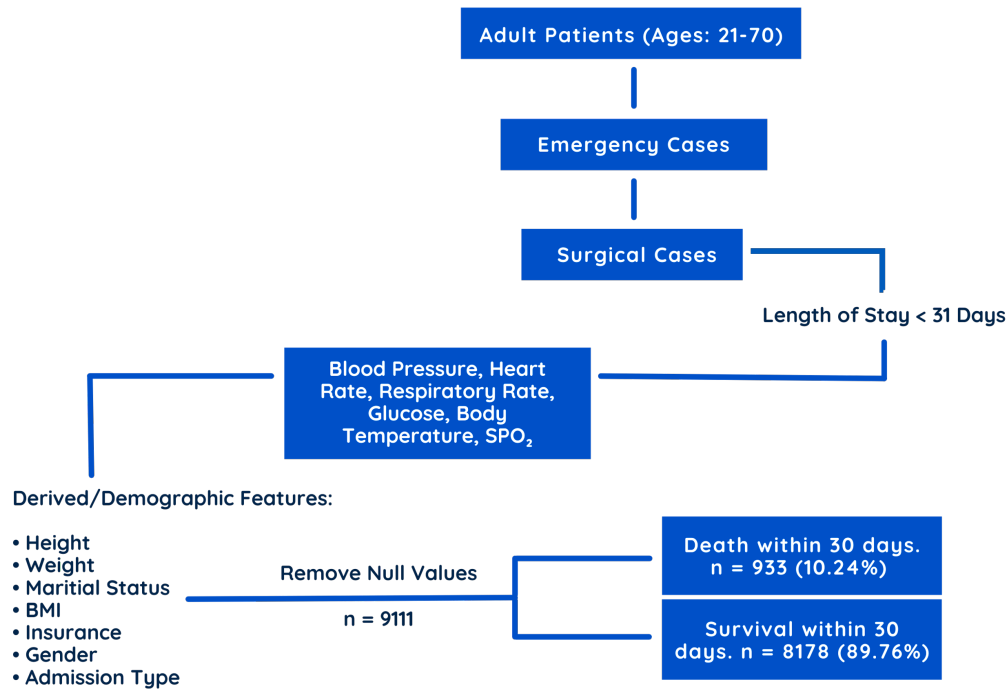 Adult Patients (Ages: 21-70)
Emergency Cases
Surgical Cases
Length of Stay < 31 Days
Blood Pressure, Heart
Rate, Respiratory Rate,
Glucose, Body
Temperature, SPO₂
Derived/Demographic Features:
• Height
• Weight
• Maritial Status
• BMI
• Insurance
• Gender
• Admission Type
Remove Null Values
n = 9111
Death within 30 days.
n = 933 (10.24%)
Survival within 30
days. n = 8178 (89.76%)